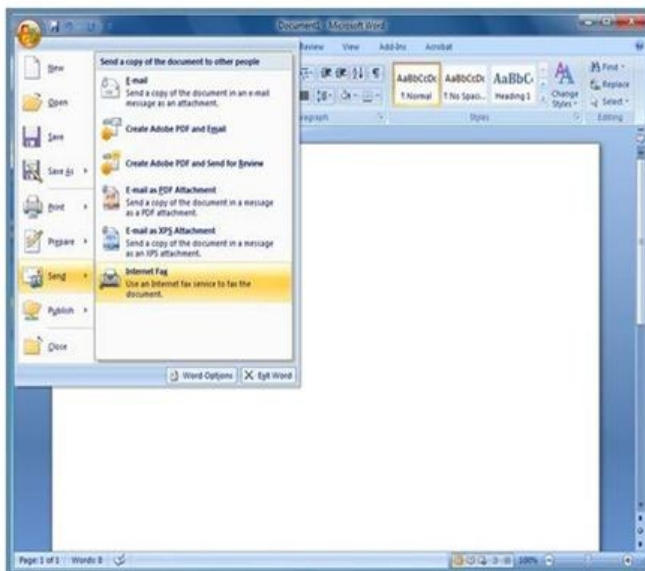 Document1 - Microsoft Word
Review View Add-Ins Acrobat
New
Open
Save
Save As
Print
Prepare
Send
Publish
Close
Send a copy of the document to other people
E-mail
Send a copy of the document in an e-mail
message as an attachment.
Create Adobe PDF and Email
Create Adobe PDF and Send for Review
E-mail as PDF Attachment
Send a copy of the document in a message
as a PDF attachment.
E-mail as XPS Attachment
Send a copy of the document in a message
as an XPS attachment.
Internet Fax
Use an Internet fax service to fax the
document.
Word Options Exit Word
AaBbCcDc AaBbCcDc AaBbC
¶ Normal ¶ No Spaci... Heading 1
Change
Styles
Find
Replace
Select
Paragraph Styles Editing
Page: 1 of 1 Words: 0 100%